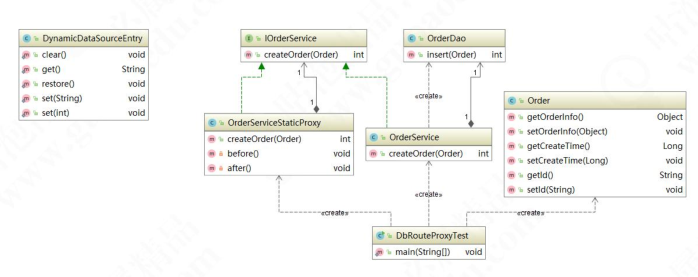 DynamicDataSourceEntry
clear() void
get() String
restore() void
set(String) void
set(int) void
IOrderService
createOrder(Order) int
OrderDao
insert(Order) int
1
1
«create»
1
1
OrderServiceStaticProxy
createOrder(Order) int
before() void
after() void
OrderService
createOrder(Order) int
Order
getOrderInfo() Object
setOrderInfo(Object) void
getCreateTime() Long
setCreateTime(Long) void
getId() String
setId(String) void
«create»
«create»
«create»
DbRouteProxyTest
main(String[]) void